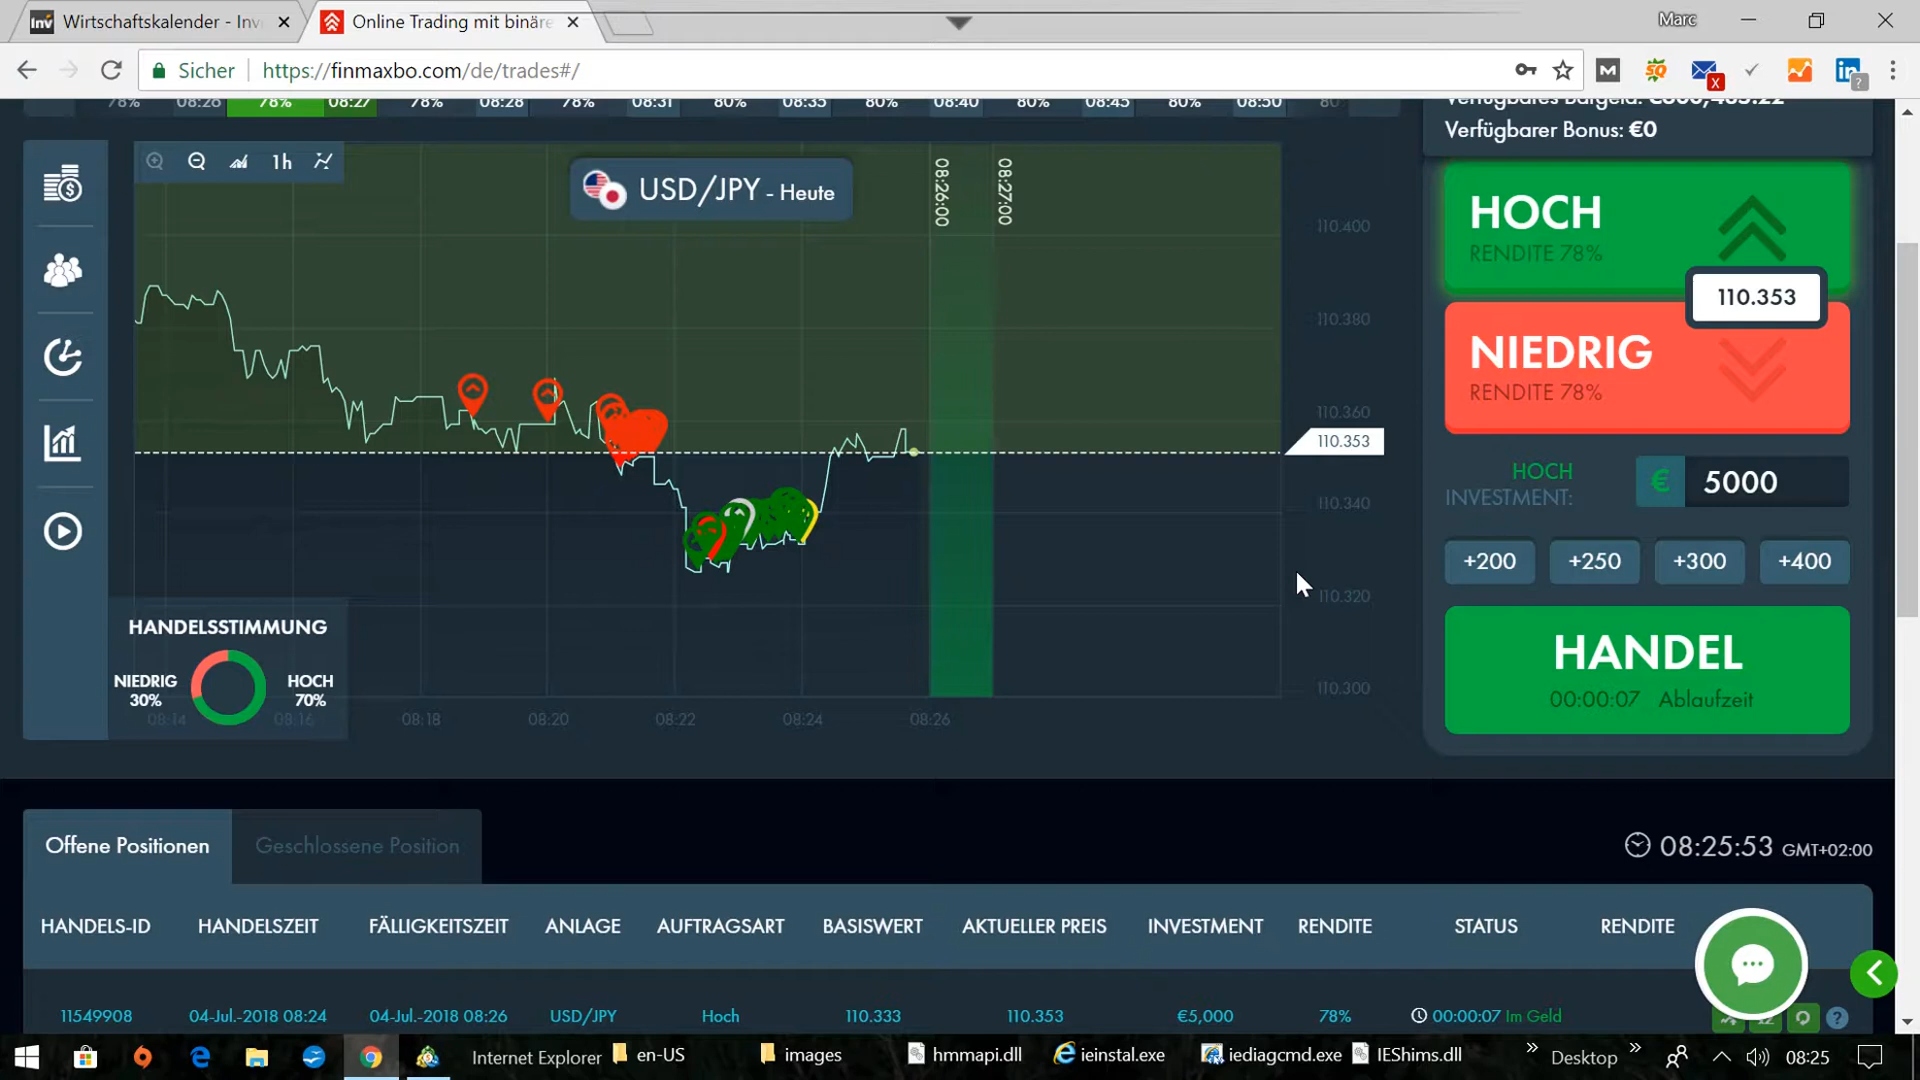 Wirtschaftskalender - Inv
Online Trading mit binäre
Marc
Sicher
https://finmaxbo.com/de/trades#/
78% 08:26 78% 08:27 78% 08:28 78% 08:31 80% 08:35 80% 08:40 80% 08:45 80% 08:50 80
Verfügbarer Bonus: €0
1h
USD/JPY - Heute
08:26:00
08:27:00
110.400
110.380
110.360
110.353
110.340
110.320
110.300
HOCH
RENDITE 78%
110.353
NIEDRIG
RENDITE 78%
HOCH
INVESTMENT:
€ 5000
+200 +250 +300 +400
HANDEL
00:00:07 Ablaufzeit
HANDELSSTIMMUNG
NIEDRIG
30%
HOCH
70%
08:14 08:16 08:18 08:20 08:22 08:24 08:26
Offene Positionen
Geschlossene Position
08:25:53 GMT+02:00
HANDELS-ID HANDELSZEIT FÄLLIGKEITSZEIT ANLAGE AUFTRAGSART BASISWERT AKTUELLER PREIS INVESTMENT RENDITE STATUS RENDITE
11549908 04-Jul.-2018 08:24 04-Jul.-2018 08:26 USD/JPY Hoch 110.333 110.353 €5,000 78% 00:00:07 Im Geld
Internet Explorer en-US images hmmapi.dll ieinstal.exe iediagcmd.exe IEShims.dll Desktop 08:25